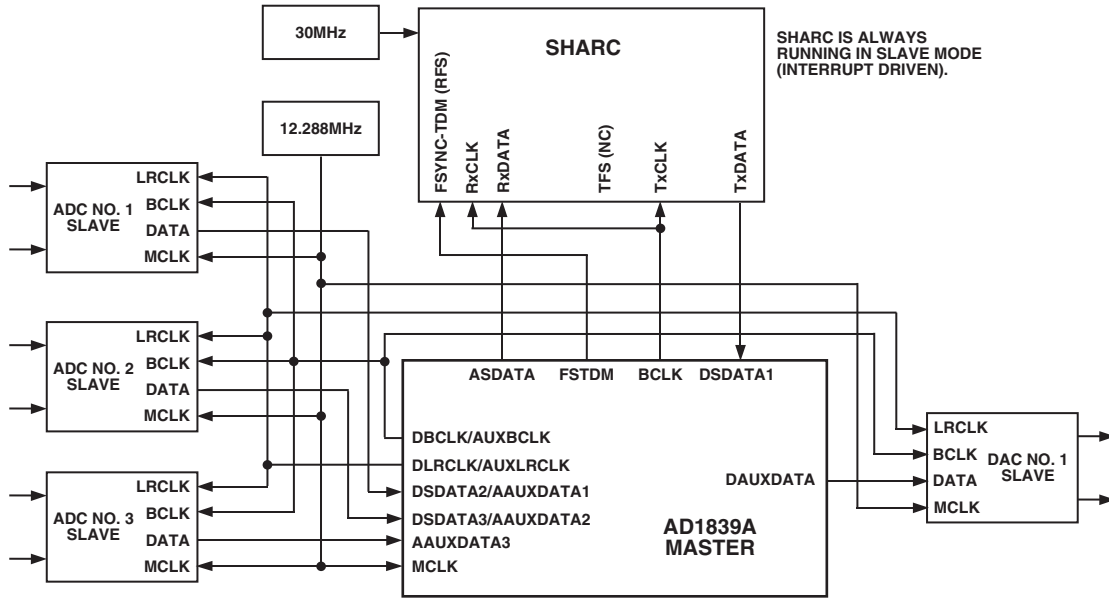 30MHz
SHARC
SHARC IS ALWAYS
RUNNING IN SLAVE MODE
(INTERRUPT DRIVEN).
12.288MHz
FSYNC-TDM (RFS)
RxCLK
RxDATA
TFS (NC)
TxCLK
TxDATA
ADC NO. 1
SLAVE
LRCLK
BCLK
DATA
MCLK
ADC NO. 2
SLAVE
LRCLK
BCLK
DATA
MCLK
ADC NO. 3
SLAVE
LRCLK
BCLK
DATA
MCLK
ASDATA
FSTDM
BCLK
DSDATA1
DBCLK/AUXBCLK
DLRCLK/AUXLRCLK
DSDATA2/AAUXDATA1
DSDATA3/AAUXDATA2
AAUXDATA3
MCLK
DAUXDATA
AD1839A
MASTER
LRCLK
BCLK
DATA
MCLK
DAC NO. 1
SLAVE